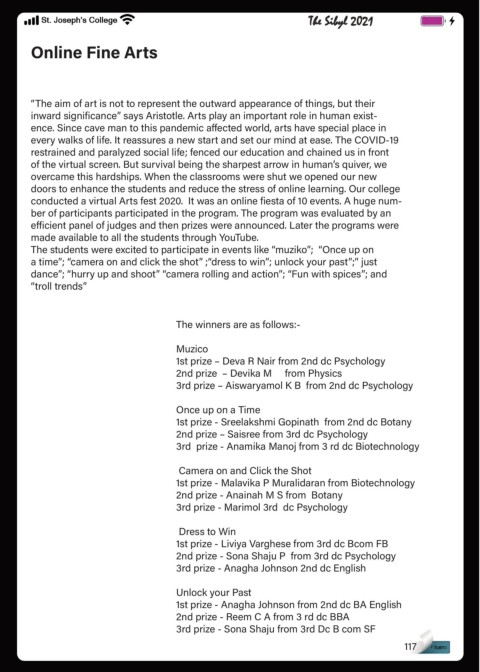 St. Joseph's College
The Sibyl 2021
Online Fine Arts
"The aim of art is not to represent the outward appearance of things, but their
inward significance" says Aristotle. Arts play an important role in human exist-
ence. Since cave man to this pandemic affected world, arts have special place in
every walks of life. It reassures a new start and set our mind at ease. The COVID-19
restrained and paralyzed social life; fenced our education and chained us in front
of the virtual screen. But survival being the sharpest arrow in human's quiver, we
overcame this hardships. When the classrooms were shut we opened our new
doors to enhance the students and reduce the stress of online learning. Our college
conducted a virtual Arts fest 2020. It was an online fiesta of 10 events. A huge num-
ber of participants participated in the program. The program was evaluated by an
efficient panel of judges and then prizes were announced. Later the programs were
made available to all the students through YouTube.
The students were excited to participate in events like "muziko"; "Once up on
a time"; "camera on and click the shot" ;"dress to win"; unlock your past";" just
dance"; "hurry up and shoot" "camera rolling and action"; "Fun with spices"; and
"troll trends"
The winners are as follows:-
Muzico
1st prize – Deva R Nair from 2nd dc Psychology
2nd prize – Devika M from Physics
3rd prize – Aiswaryamol K B from 2nd dc Psychology
Once up on a Time
1st prize - Sreelakshmi Gopinath from 2nd dc Botany
2nd prize – Saisree from 3rd dc Psychology
3rd prize - Anamika Manoj from 3 rd dc Biotechnology
Camera on and Click the Shot
1st prize - Malavika P Muralidaran from Biotechnology
2nd prize - Anainah M S from Botany
3rd prize - Marimol 3rd dc Psychology
Dress to Win
1st prize - Liviya Varghese from 3rd dc Bcom FB
2nd prize - Sona Shaju P from 3rd dc Psychology
3rd prize - Anagha Johnson 2nd dc English
Unlock your Past
1st prize - Anagha Johnson from 2nd dc BA English
2nd prize - Reem C A from 3 rd dc BBA
3rd prize - Sona Shaju from 3rd Dc B com SF
117